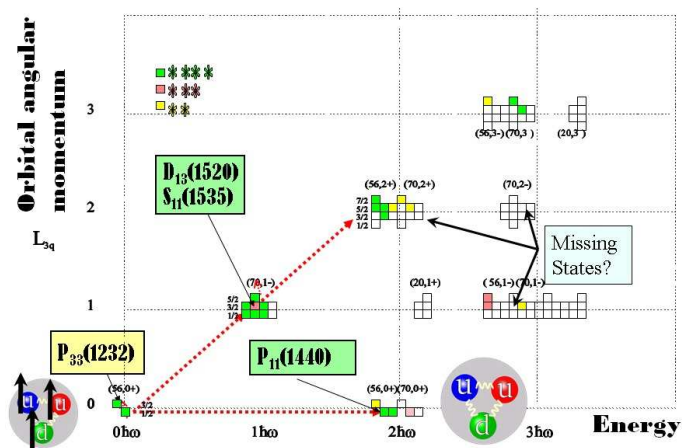 Orbital angular
momentum
L3q
3
2
1
0
****
***
**
D13(1520)
S11(1535)
P33(1232)
P11(1440)
Missing
States?
(56,3-)(70,3)
(20,3)
(56,2+)
(70,2+)
(70,2-)
7/2
5/2
3/2
1/2
(70,1-)
5/2
3/2
1/2
(20,1+)
(56,1-)(70,1-)
(56,0+)
3/2
1/2
(56,0+)(70,0+)
0ħω
1ħω
2ħω
3ħω
Energy
u
u
d
u
u
d